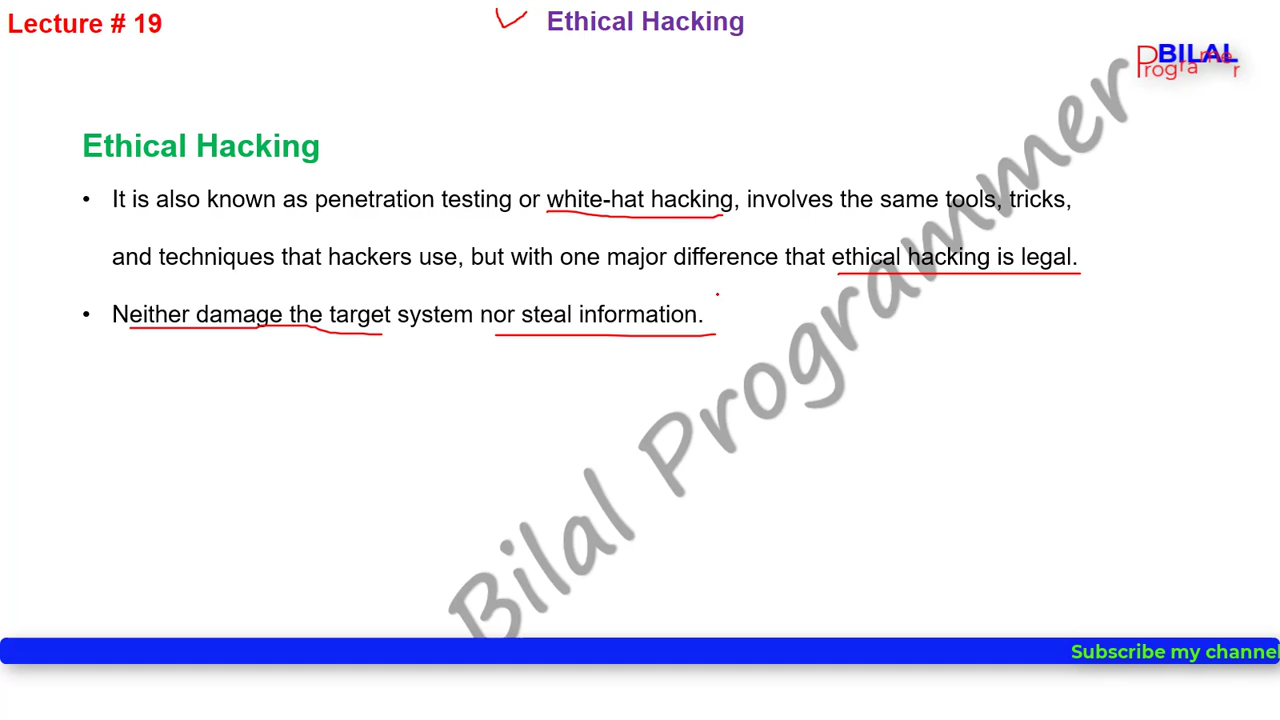 Lecture # 19
Ethical Hacking
BILAL
Programmer
Ethical Hacking
• It is also known as penetration testing or white-hat hacking, involves the same tools, tricks,
and techniques that hackers use, but with one major difference that ethical hacking is legal.
• Neither damage the target system nor steal information.
Bilal Programmer
Subscribe my channel